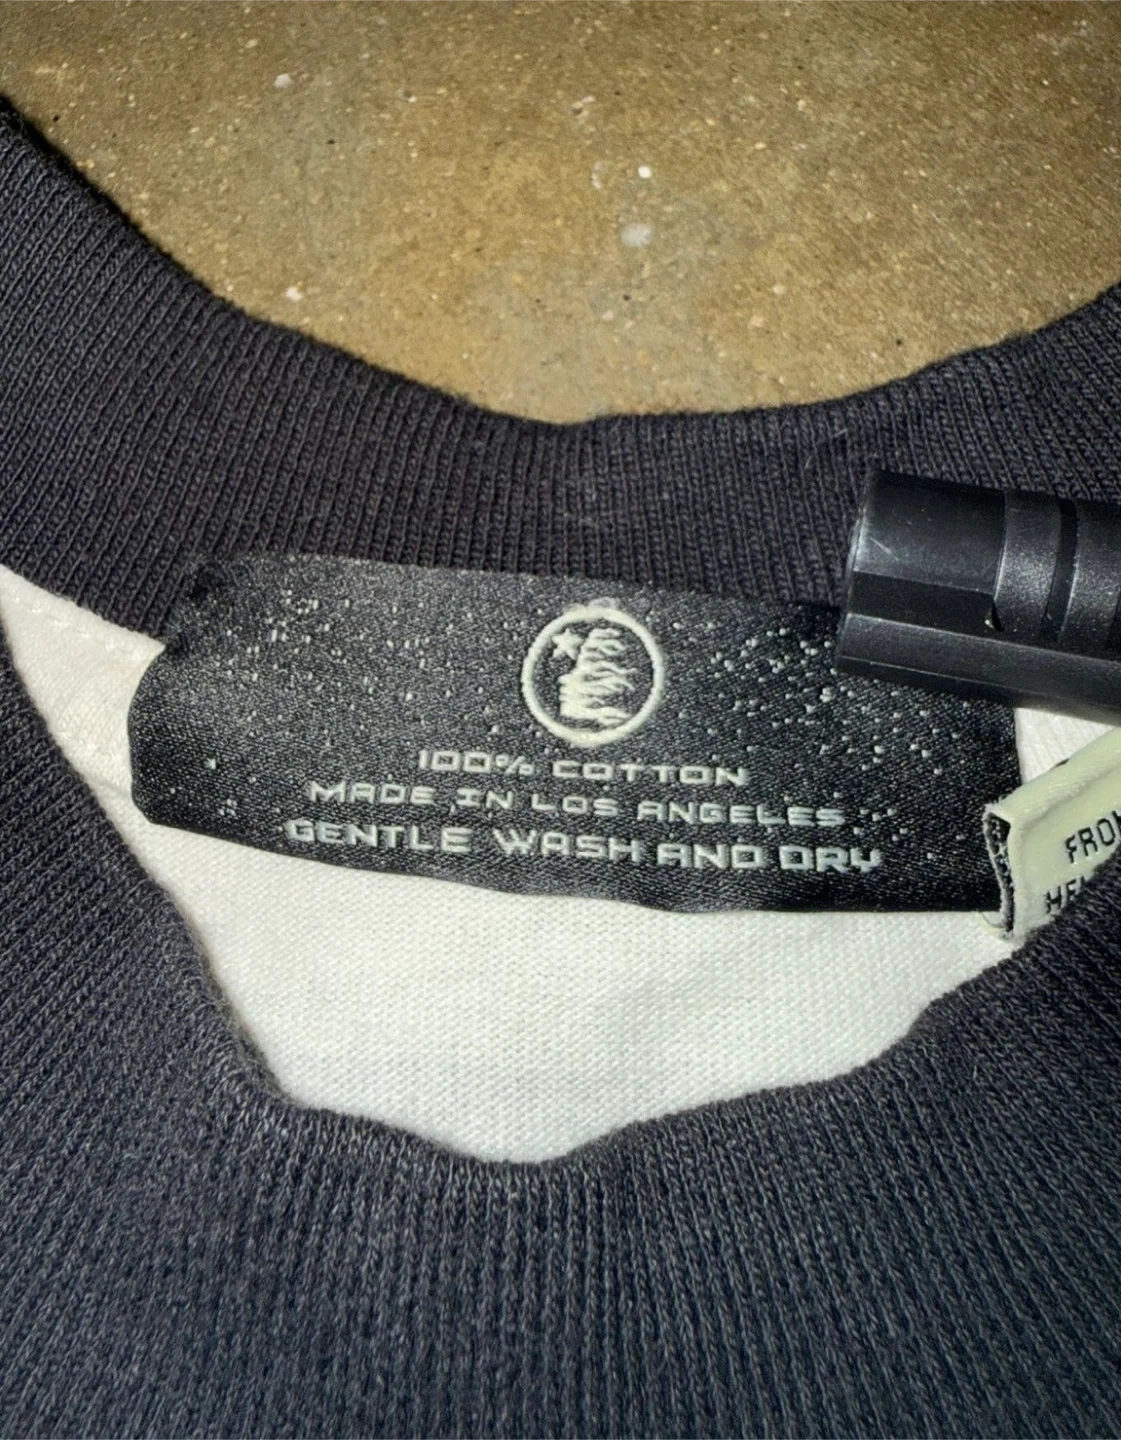 100% COTTON
MADE IN LOS ANGELES
GENTLE WASH AND DRY